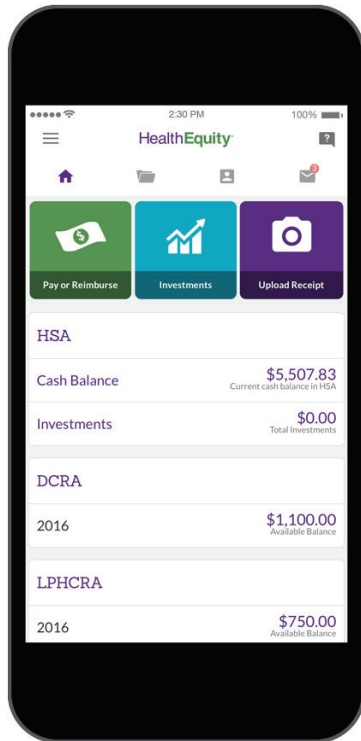 2:30 PM 100%
HealthEquity
?
3
$
Pay or Reimburse Investments Upload Receipt
HSA
Cash Balance $5,507.83
Current cash balance in HSA
Investments $0.00
Total Investments
DCRA
2016 $1,100.00
Available Balance
LPHCRA
2016 $750.00
Available Balance